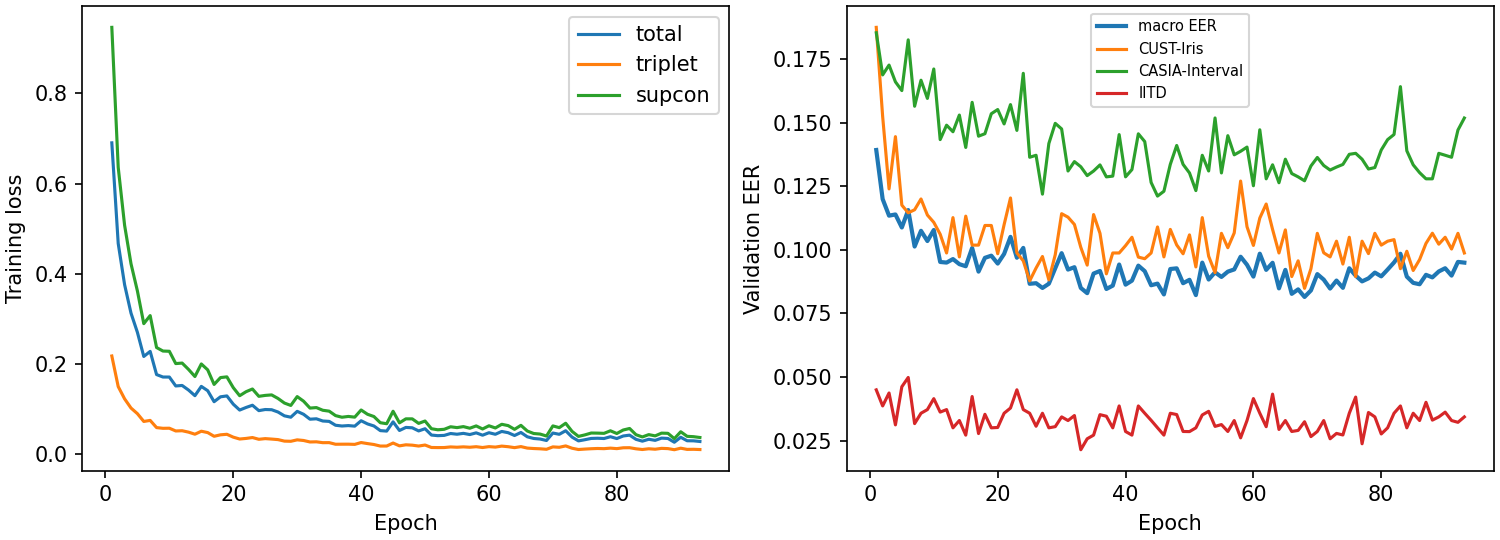 total
triplet
supcon
0.8
0.6
0.4
0.2
0.0
0
20
40
60
80
Training loss
Epoch
macro EER
CUST-Iris
CASIA-Interval
IITD
0.175
0.150
0.125
0.100
0.075
0.050
0.025
0
20
40
60
80
Validation EER
Epoch